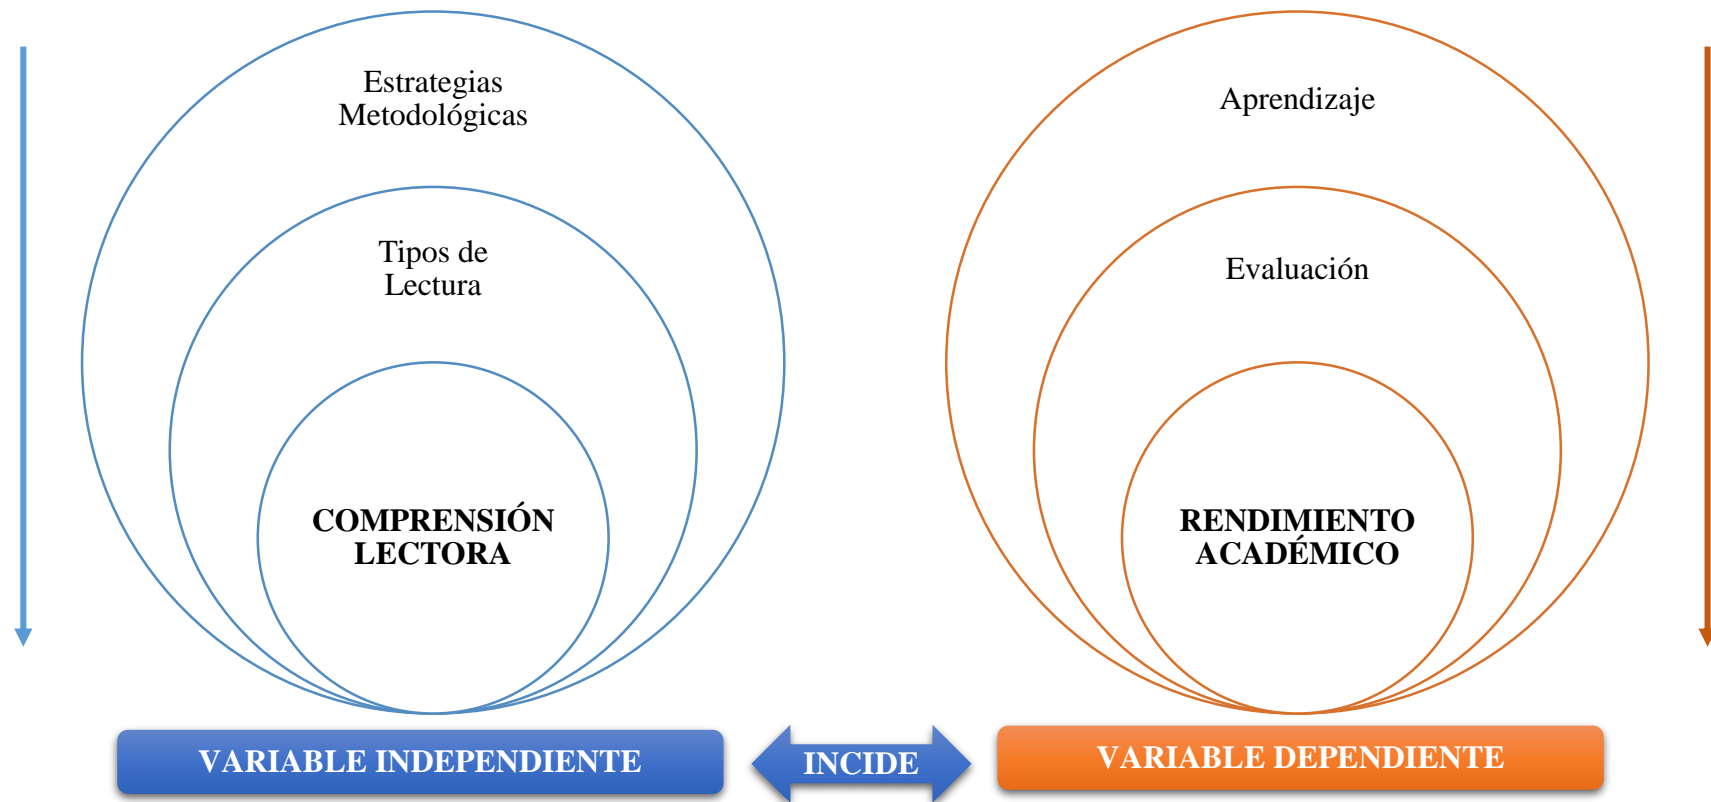 Estrategias
Metodológicas
Tipos de
Lectura
COMPRENSIÓN
LECTORA
Aprendizaje
Evaluación
RENDIMIENTO
ACADÉMICO
VARIABLE INDEPENDIENTE
INCIDE
VARIABLE DEPENDIENTE